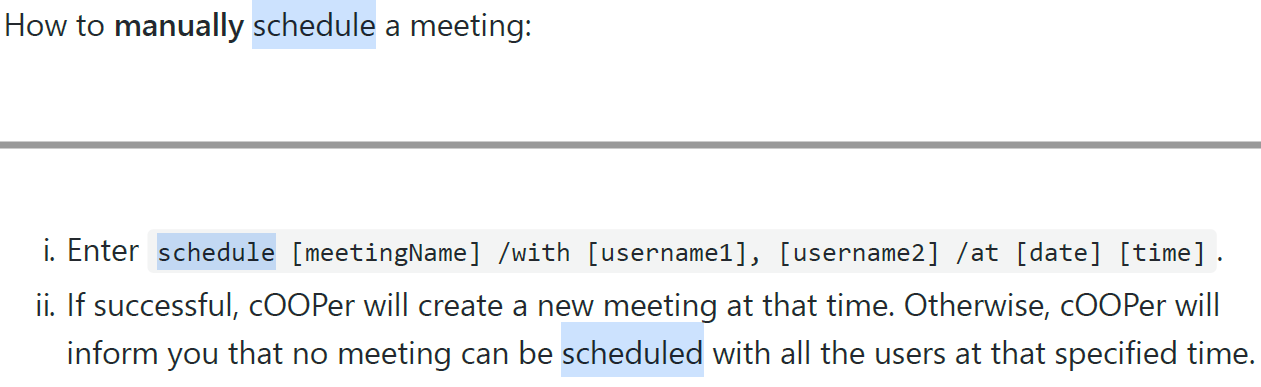 How to manually schedule a meeting:
i. Enter schedule [meetingName] /with [username1], [username2] /at [date] [time].
ii. If successful, cOOPer will create a new meeting at that time. Otherwise, cOOPer will
inform you that no meeting can be scheduled with all the users at that specified time.